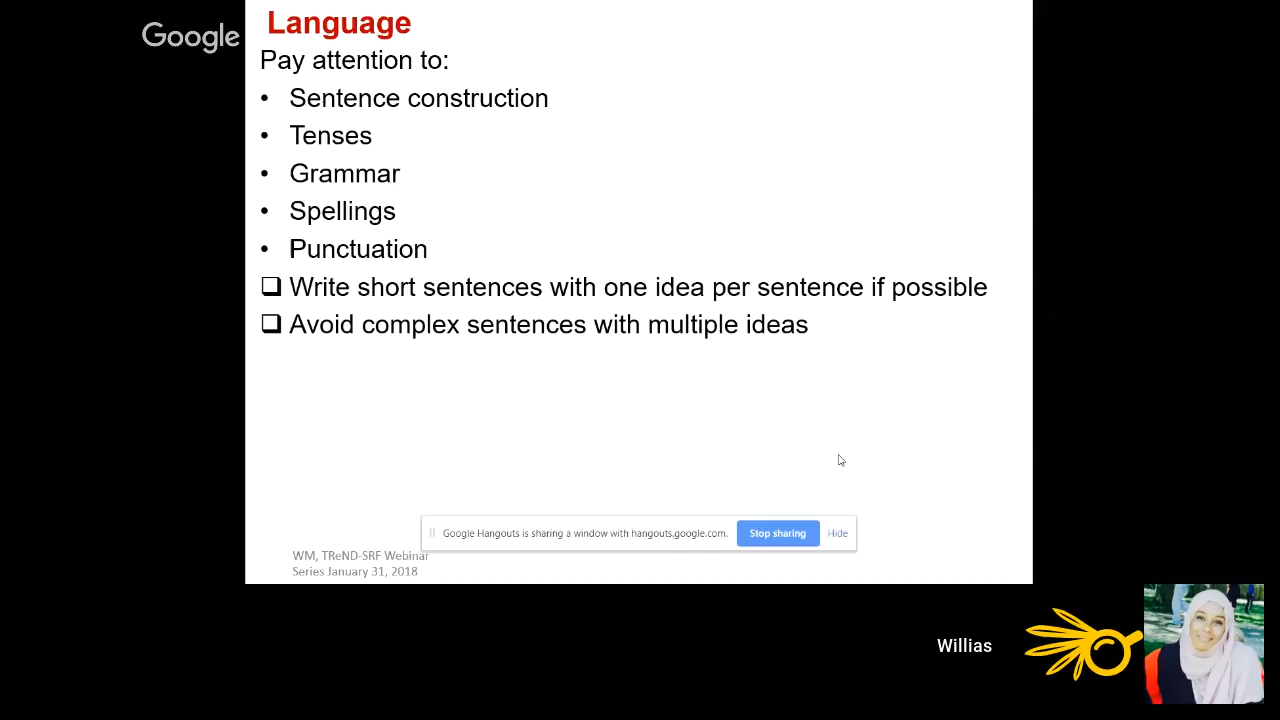 Google
Language
Pay attention to:
• Sentence construction
• Tenses
• Grammar
• Spellings
• Punctuation
❑ Write short sentences with one idea per sentence if possible
❑ Avoid complex sentences with multiple ideas
Google Hangouts is sharing a window with hangouts.google.com. Stop sharing Hide
WM, TReND-SRF Webinar
Series January 31, 2018
Willias